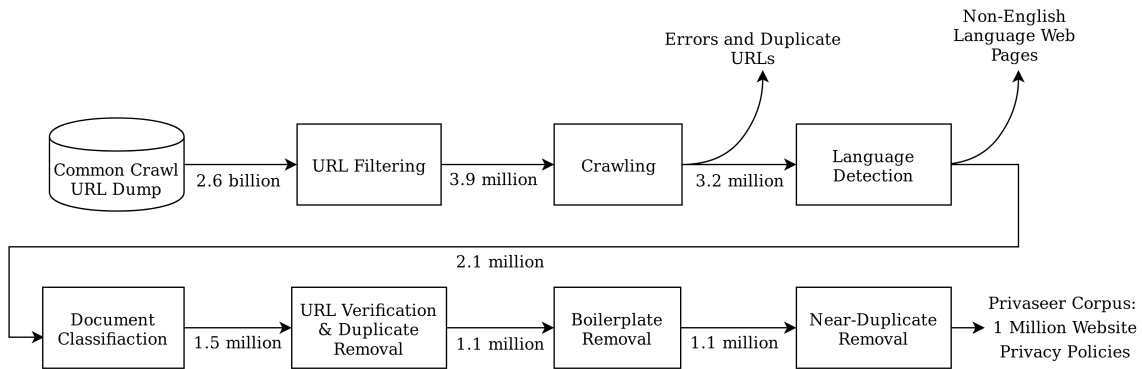 Errors and Duplicate
URLs
Non-English
Language Web
Pages
Common Crawl
URL Dump
2.6 billion
URL Filtering
3.9 million
Crawling
3.2 million
Language
Detection
2.1 million
Document
Classifiaction
1.5 million
URL Verification
& Duplicate
Removal
1.1 million
Boilerplate
Removal
1.1 million
Near-Duplicate
Removal
Privaseer Corpus:
1 Million Website
Privacy Policies